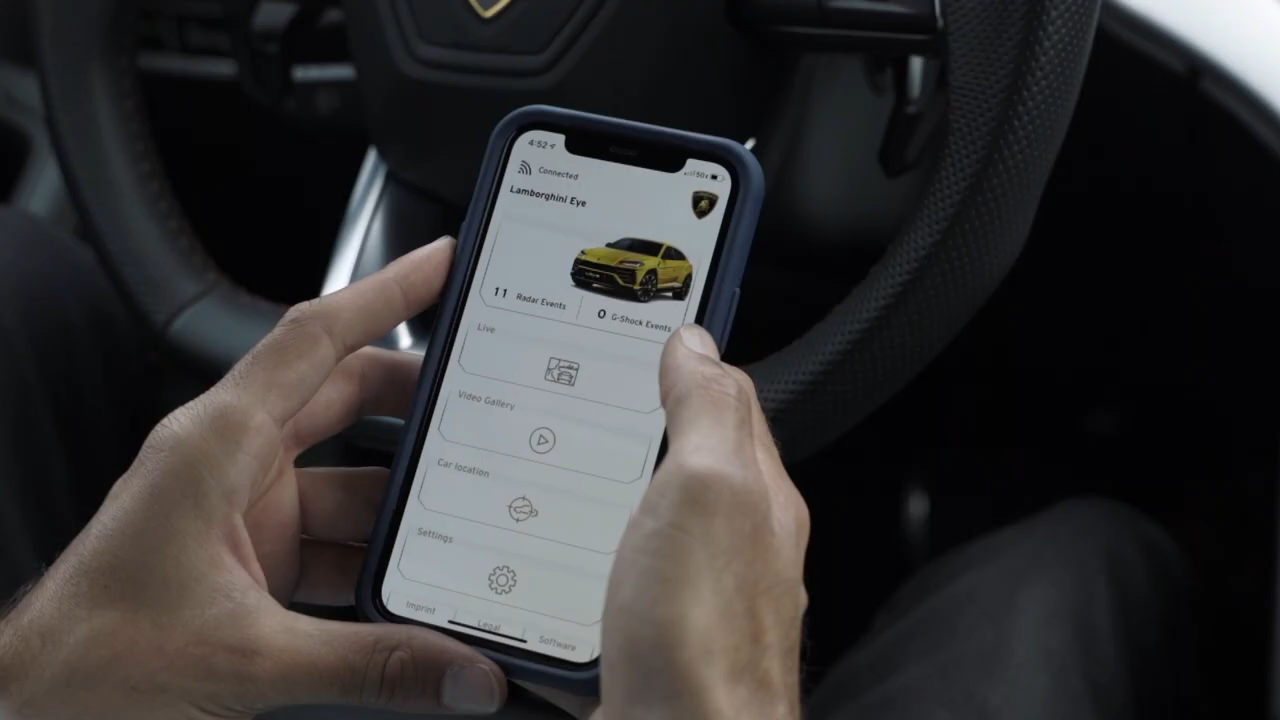 4:52
5G
Connected
Lamborghini Eye
11 Radar Events
0 G-Shock Events
Live
Video Gallery
Car location
Settings
Imprint
Legal
Software